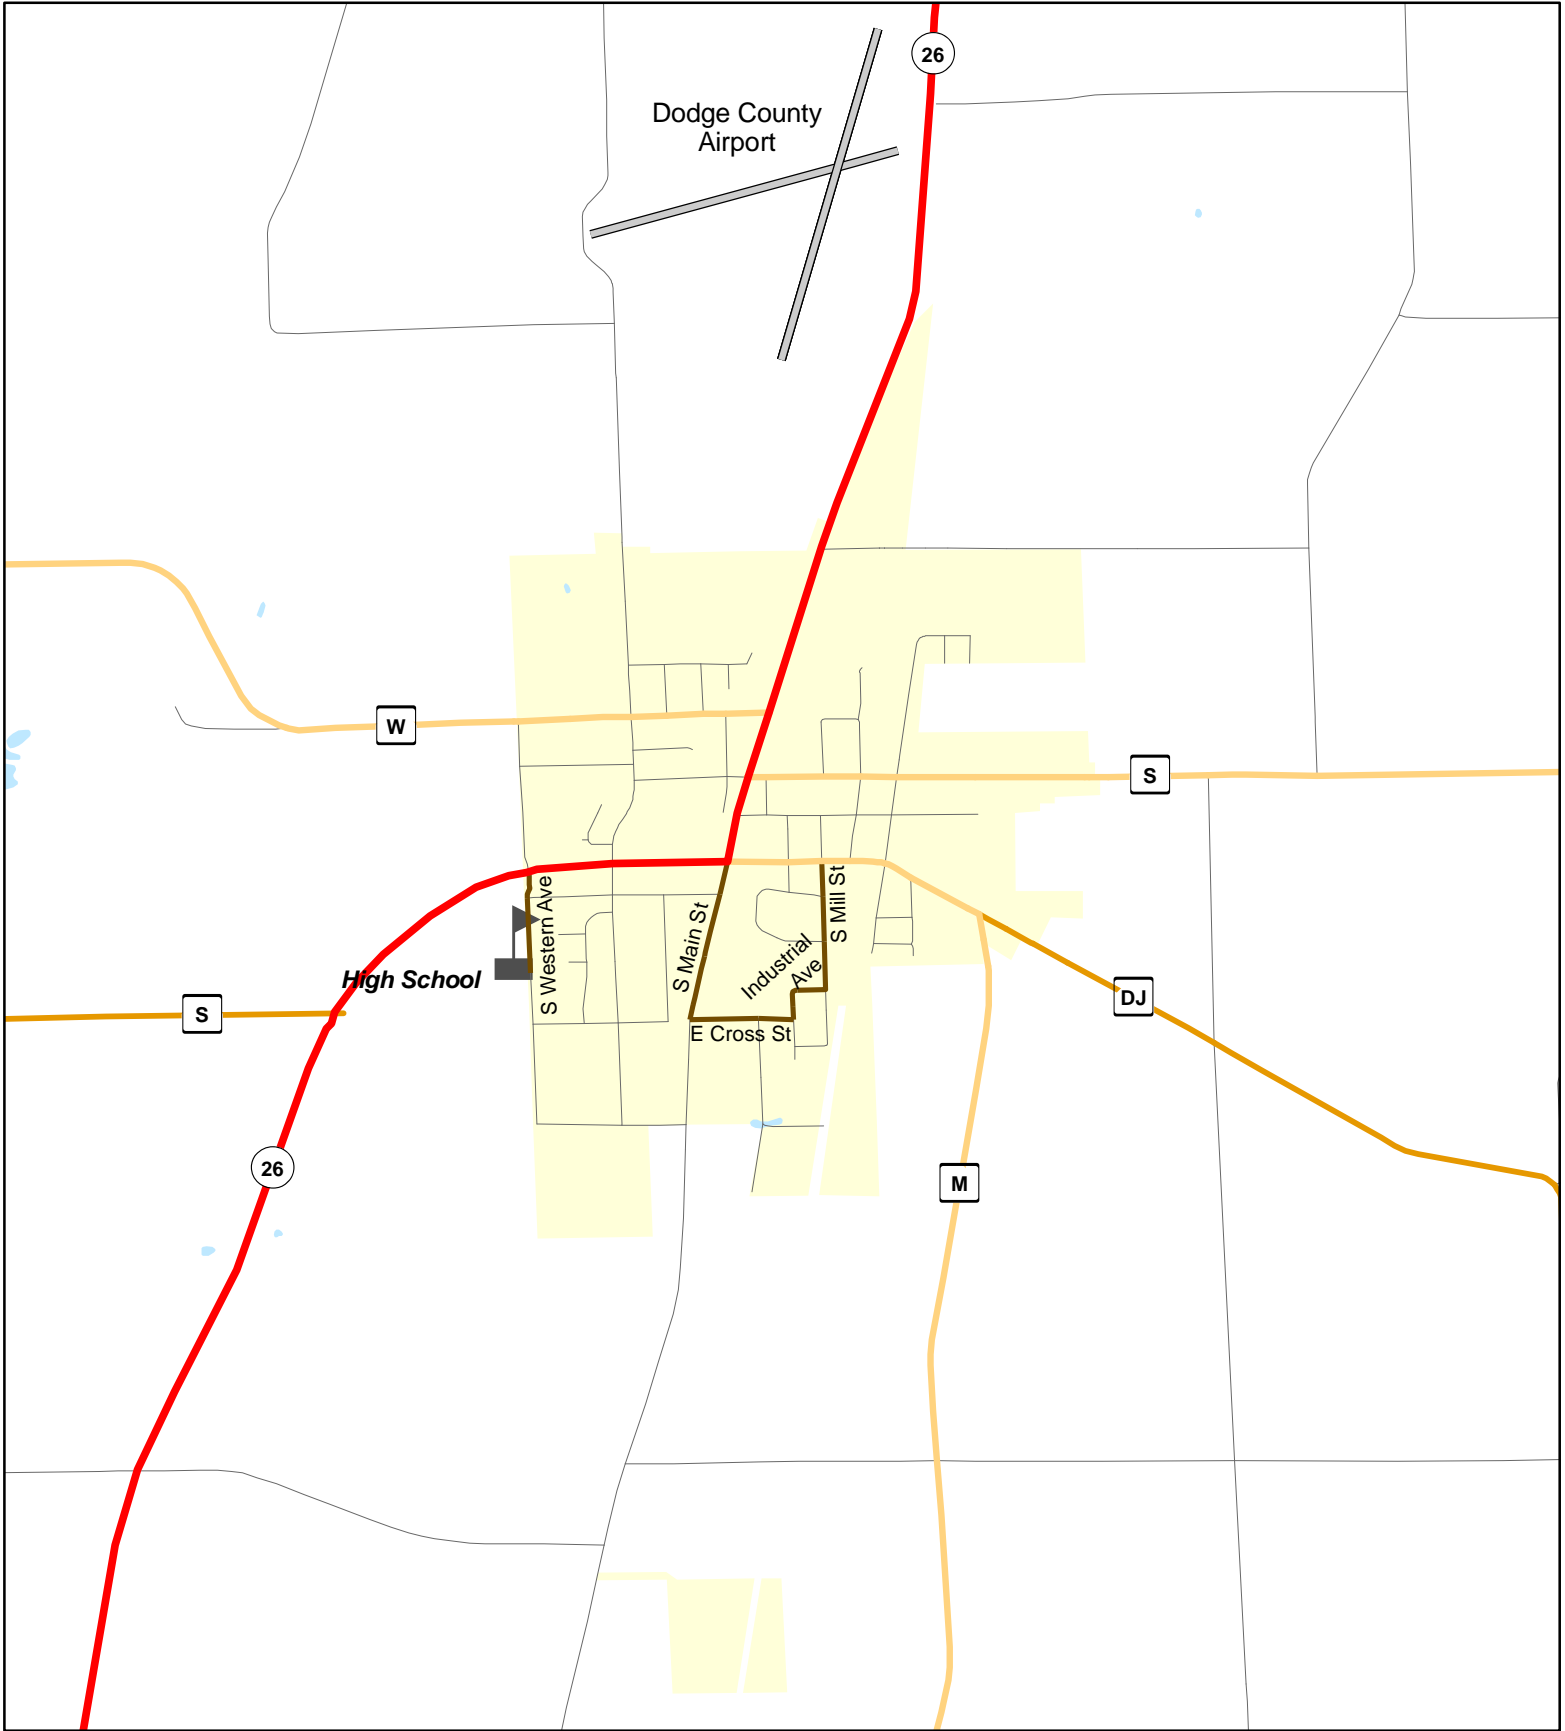 26
Dodge County
Airport
W
S
S Western Ave
S Main St
S Mill St
Industrial
Ave
High School
S
DJ
E Cross St
26
M